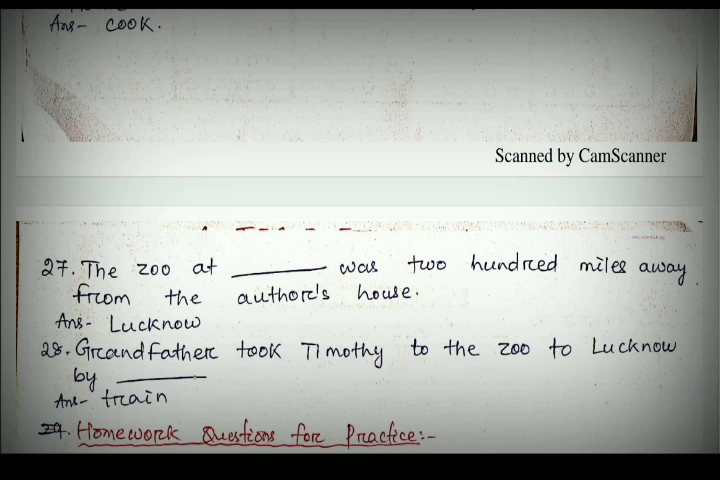 Ans- COOK.
Scanned by CamScanner
27. The zoo at ________ was two hundred miles away
from the author's house.
Ans- Lucknow
28. Grandfather took Timothy to the zoo to Lucknow
by ________
Ans- train
29. Homework Questions for Practice:-